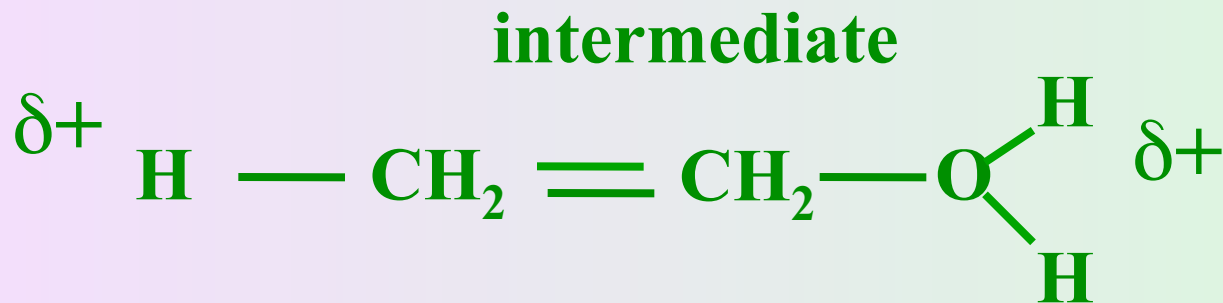 intermediate
H
δ+ δ+
H — CH₂ = CH₂ — O
H